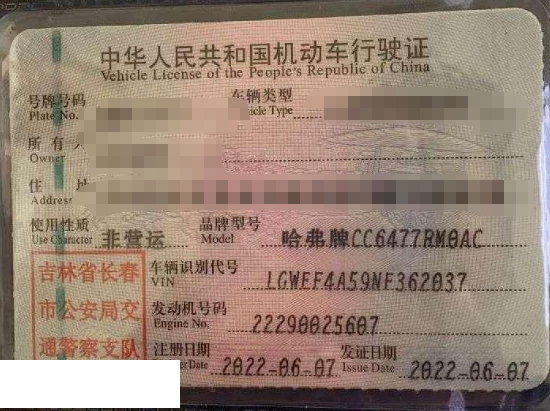 中华人民共和国机动车行驶证
Vehicle License of the People's Republic of China
号牌号码 车辆类型
Plate No. hicle Type
所有
Owner
住
Address
使用性质 非营运 品牌型号 哈弗牌CC6477RM0AC
Use Character Model
吉林省长春 车辆识别代号 LGWEF4A59NF362037
VIN
市公安局交 发动机号码 22290025607
Engine No.
通警察支队 注册日期 2022-06-07 发证日期 2022-06-07
er Date Issue Date